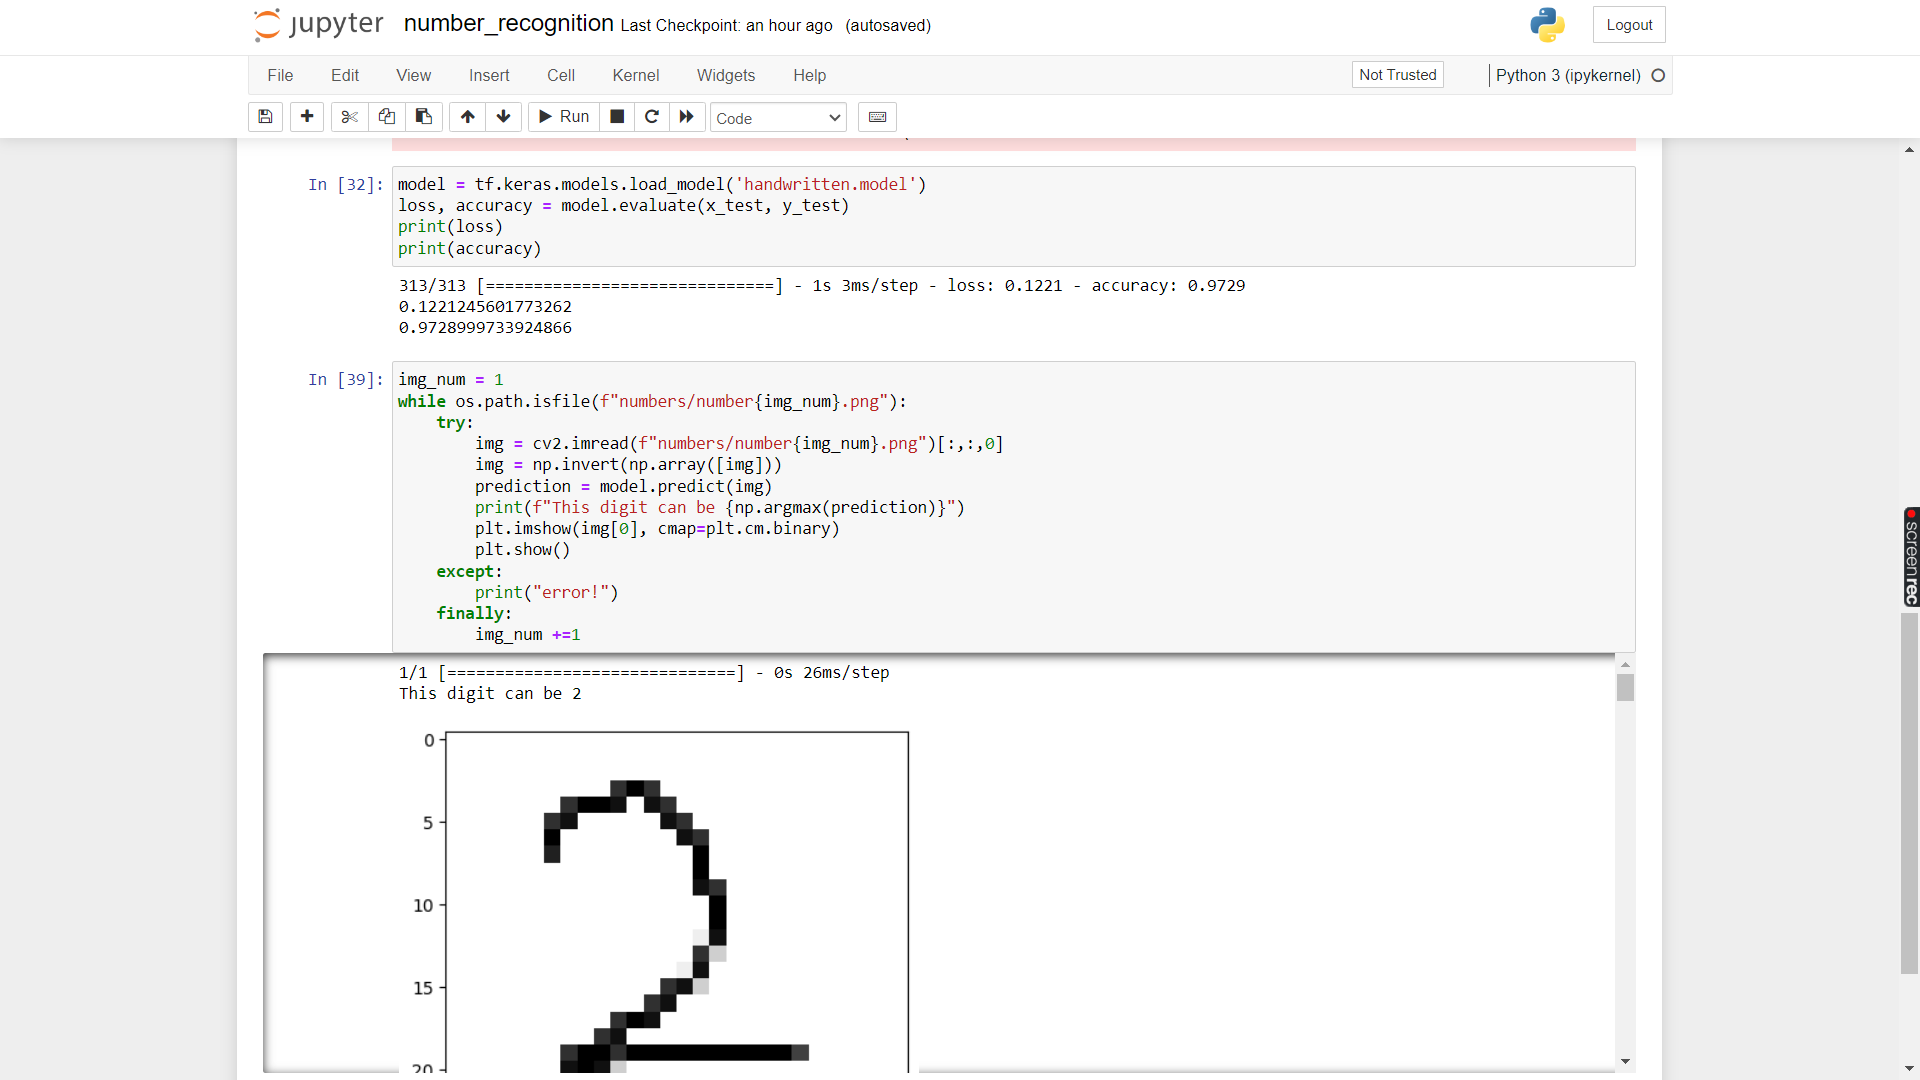 jupyter number_recognition Last Checkpoint: an hour ago (autosaved) Logout
File Edit View Insert Cell Kernel Widgets Help Not Trusted Python 3 (ipykernel)
Run Code
In [32]: model = tf.keras.models.load_model('handwritten.model')
loss, accuracy = model.evaluate(x_test, y_test)
print(loss)
print(accuracy)
313/313 [==============================] - 1s 3ms/step - loss: 0.1221 - accuracy: 0.9729
0.1221245601773262
0.9728999733924866
In [39]: img_num = 1
while os.path.isfile(f"numbers/number{img_num}.png"):
    try:
        img = cv2.imread(f"numbers/number{img_num}.png")[:,:,0]
        img = np.invert(np.array([img]))
        prediction = model.predict(img)
        print(f"This digit can be {np.argmax(prediction)}")
        plt.imshow(img[0], cmap=plt.cm.binary)
        plt.show()
    except:
        print("error!")
    finally:
        img_num +=1
1/1 [==============================] - 0s 26ms/step
This digit can be 2
0
5
10
15
20
2
screenrec